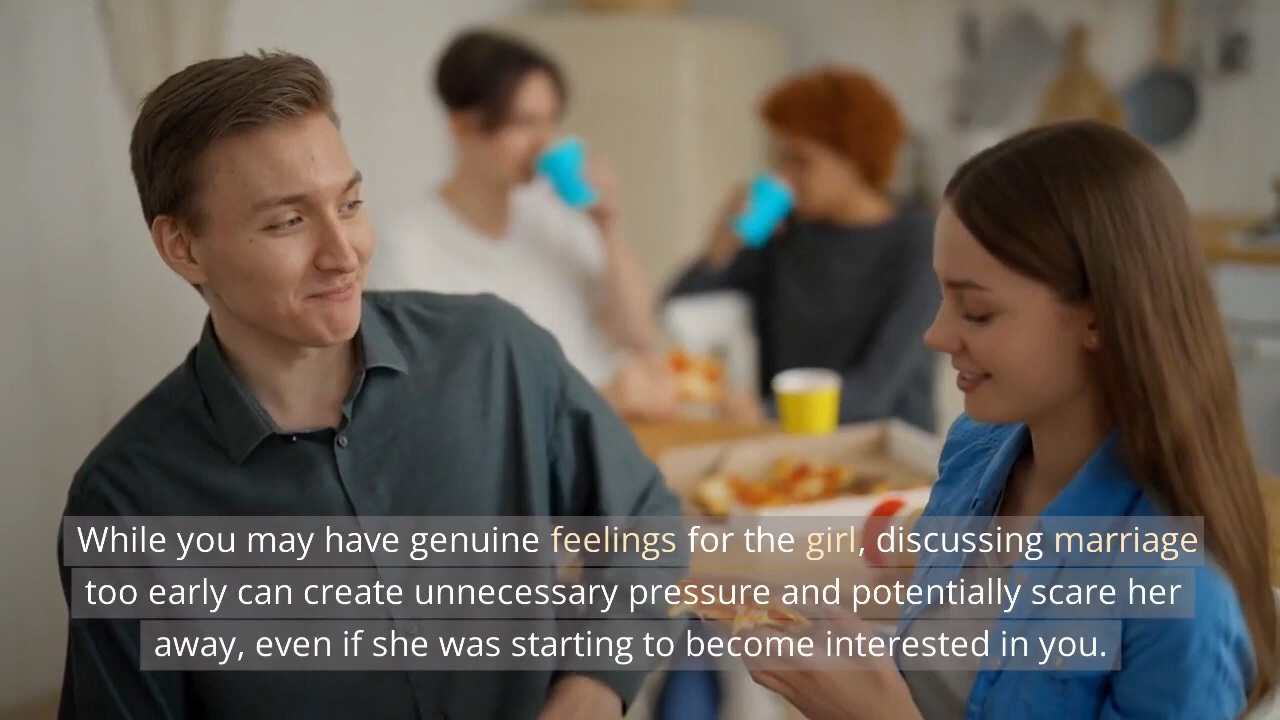 While you may have genuine feelings for the girl, discussing marriage
too early can create unnecessary pressure and potentially scare her
away, even if she was starting to become interested in you.